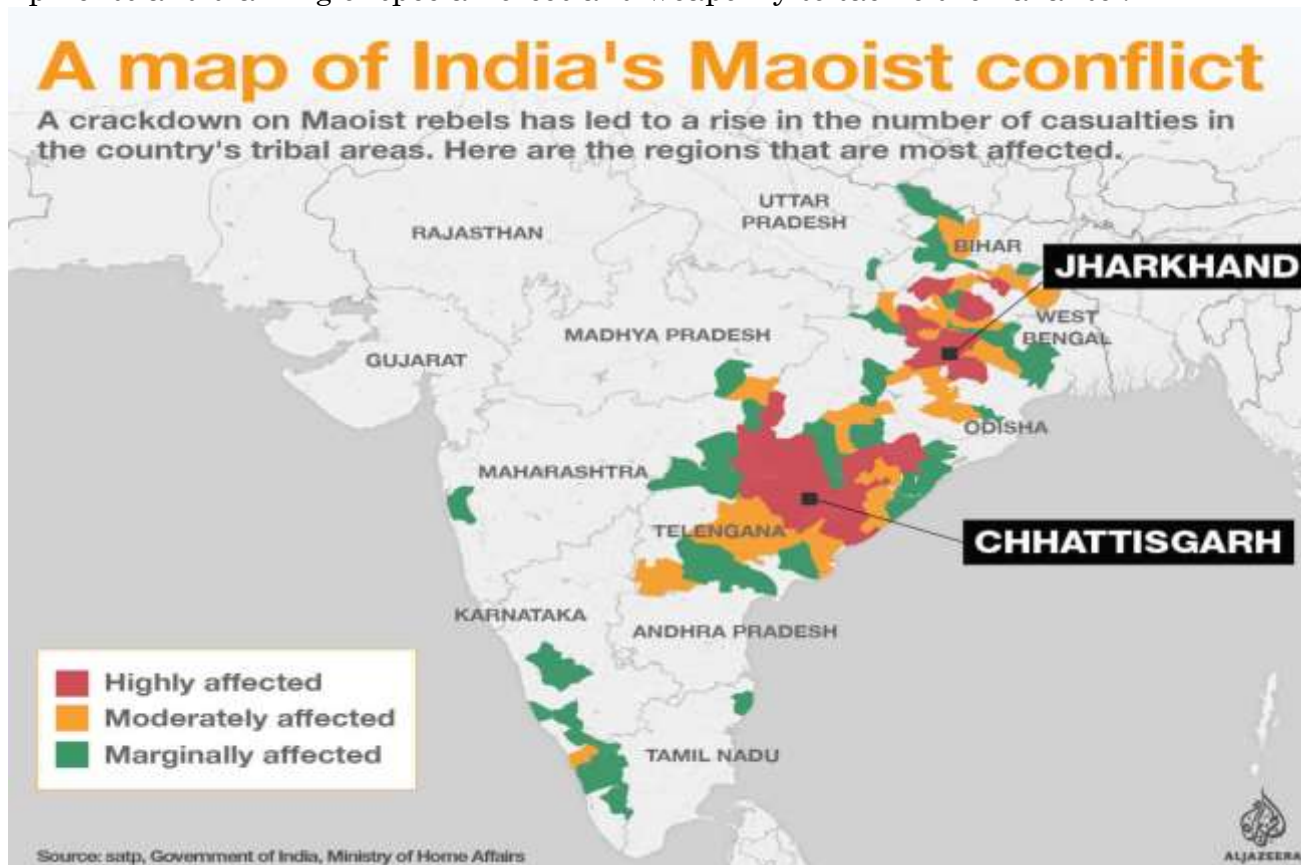 A map of India's Maoist conflict
A crackdown on Maoist rebels has led to a rise in the number of casualties in
the country's tribal areas. Here are the regions that are most affected.
UTTAR
PRADESH
RAJASTHAN
BIHAR
JHARKHAND
WEST
BENGAL
MADHYA PRADESH
GUJARAT
ODISHA
MAHARASHTRA
TELENGANA
CHHATTISGARH
KARNATAKA
ANDHRA PRADESH
Highly affected
Moderately affected
Marginally affected
TAMIL NADU
Source: satp, Government of India, Ministry of Home Affairs
ALJAZEERA